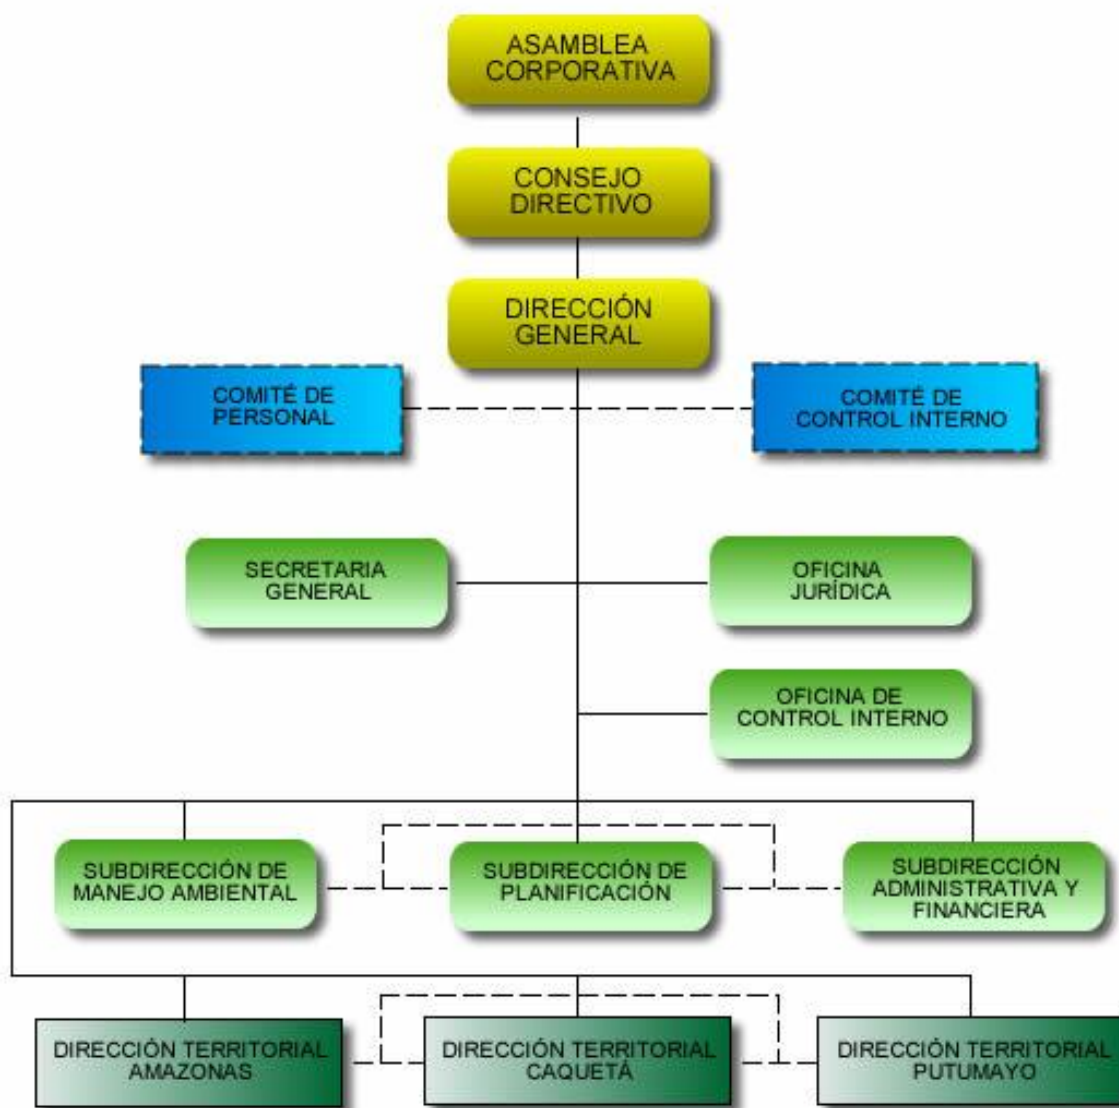 ASAMBLEA
CORPORATIVA
CONSEJO
DIRECTIVO
DIRECCIÓN
GENERAL
COMITÉ DE
PERSONAL
COMITÉ DE
CONTROL INTERNO
SECRETARIA
GENERAL
OFICINA
JURÍDICA
OFICINA DE
CONTROL INTERNO
SUBDIRECCIÓN DE
MANEJO AMBIENTAL
SUBDIRECCIÓN DE
PLANIFICACIÓN
SUBDIRECCIÓN
ADMINISTRATIVA Y
FINANCIERA
DIRECCIÓN TERRITORIAL
AMAZONAS
DIRECCIÓN TERRITORIAL
CAQUETÁ
DIRECCIÓN TERRITORIAL
PUTUMAYO